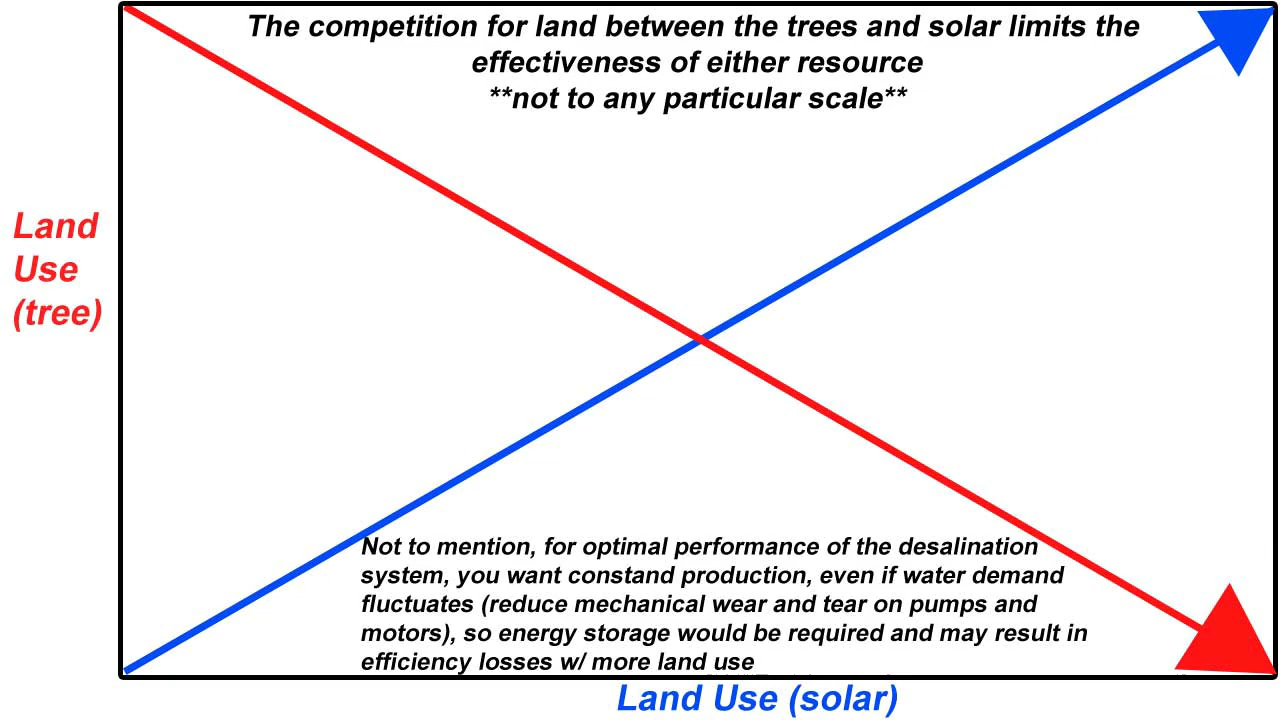 The competition for land between the trees and solar limits the
effectiveness of either resource
**not to any particular scale**
Land
Use
(tree)
Not to mention, for optimal performance of the desalination
system, you want constand production, even if water demand
fluctuates (reduce mechanical wear and tear on pumps and
motors), so energy storage would be required and may result in
efficiency losses w/ more land use
Land Use (solar)